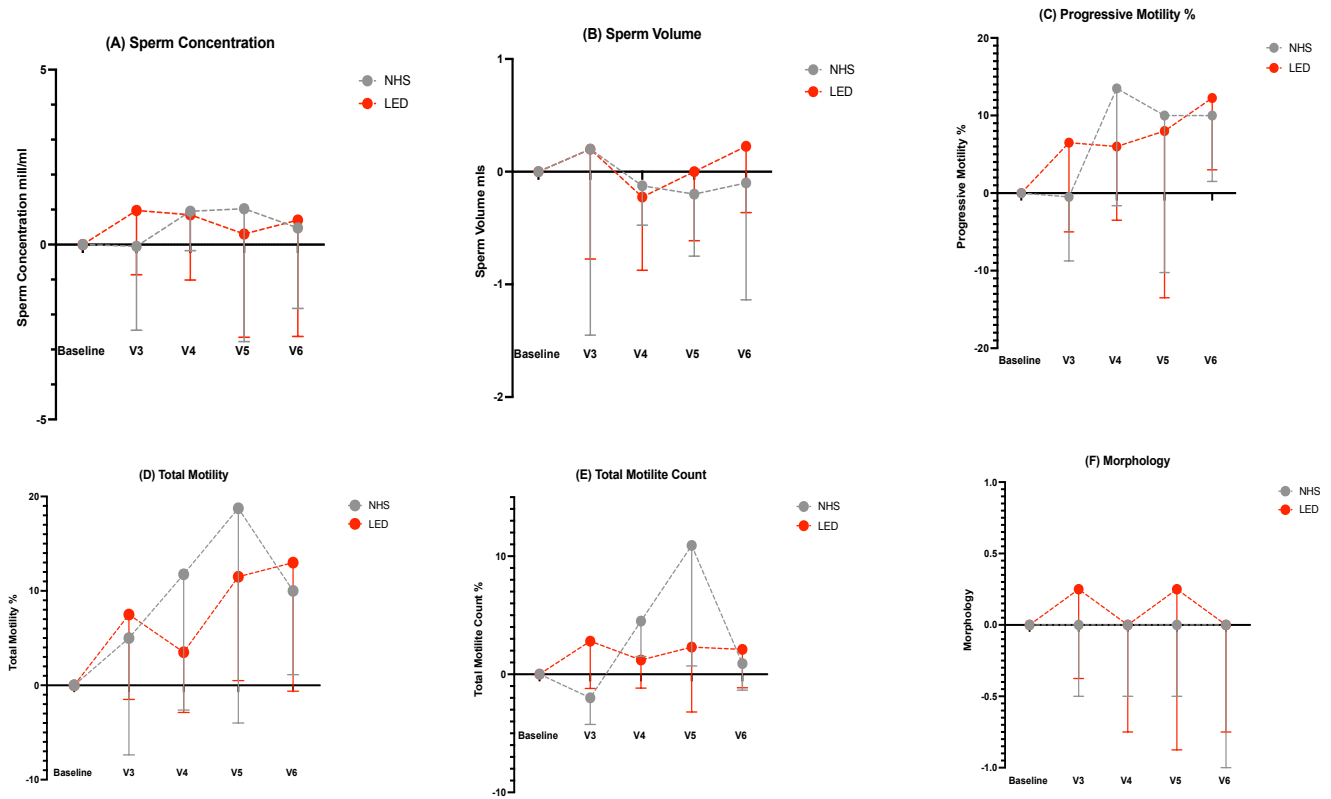 (A) Sperm Concentration
5
0
-5
Sperm Concentration mill/ml
Baseline V3 V4 V5 V6
NHS
LED
(B) Sperm Volume
1
0
-1
-2
Sperm Volume mls
Baseline V3 V4 V5 V6
NHS
LED
(C) Progressive Motility %
20
10
0
-10
-20
Progressive Motility %
Baseline V3 V4 V5 V6
NHS
LED
(D) Total Motility
20
10
0
-10
Total Motility %
Baseline V3 V4 V5 V6
NHS
LED
(E) Total Motilite Count
10
0
-10
Total Motilite Count %
Baseline V3 V4 V5 V6
NHS
LED
(F) Morphology
1.0
0.5
0.0
-0.5
-1.0
Morphology
Baseline V3 V4 V5 V6
NHS
LED